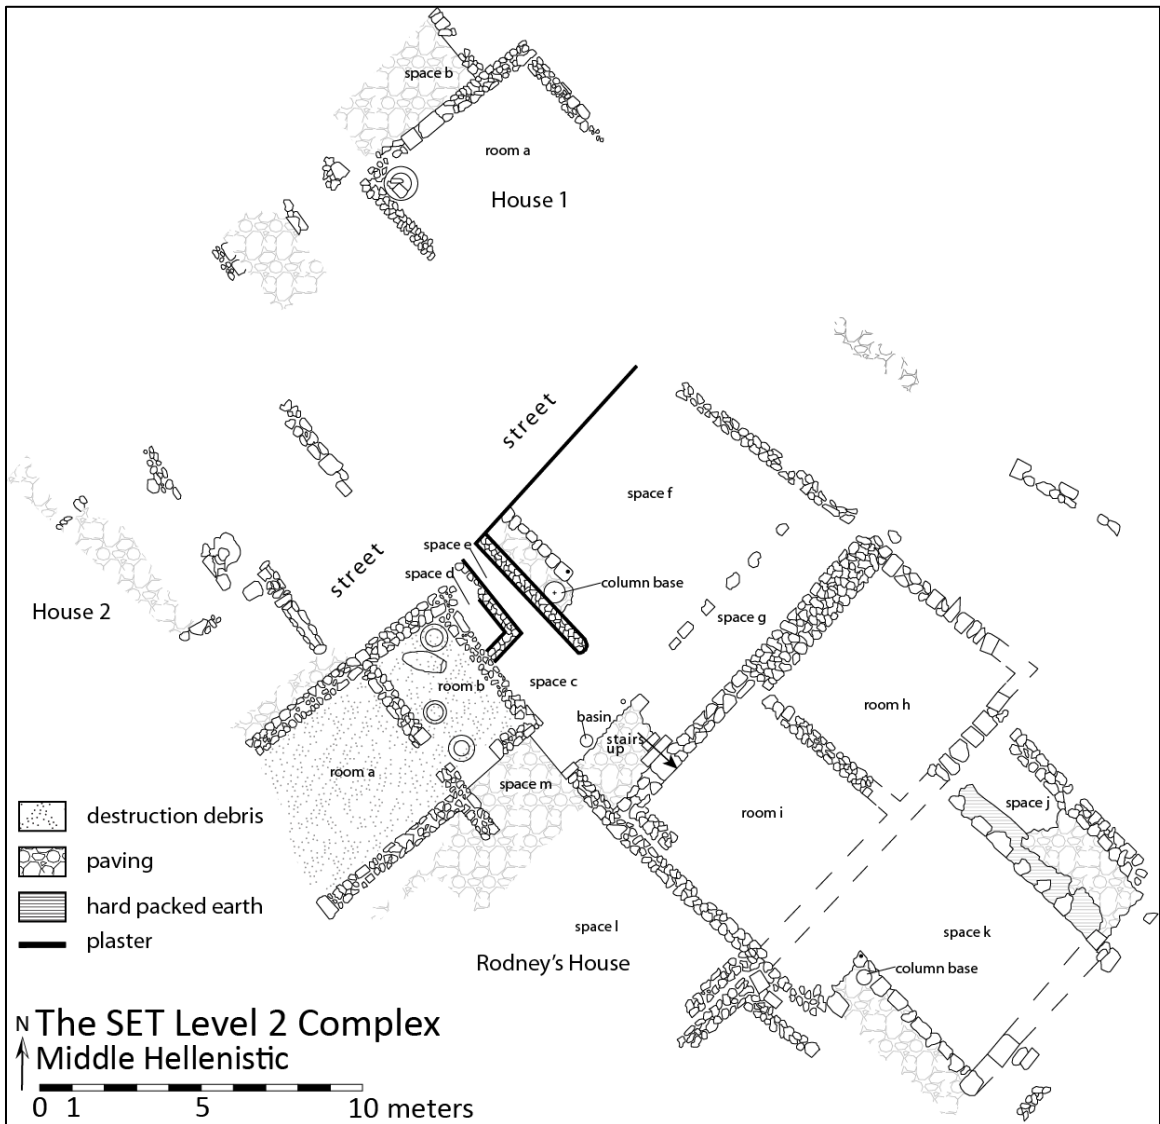 space b
room a
House 1
street
space f
space e
column base
space d
street
House 2
space g
room b
space c
room h
basin
stairs
up
room a
space m
room i
space j
destruction debris
paving
hard packed earth
plaster
space l
space k
Rodney's House
column base
N
The SET Level 2 Complex
Middle Hellenistic
0 1 5 10 meters